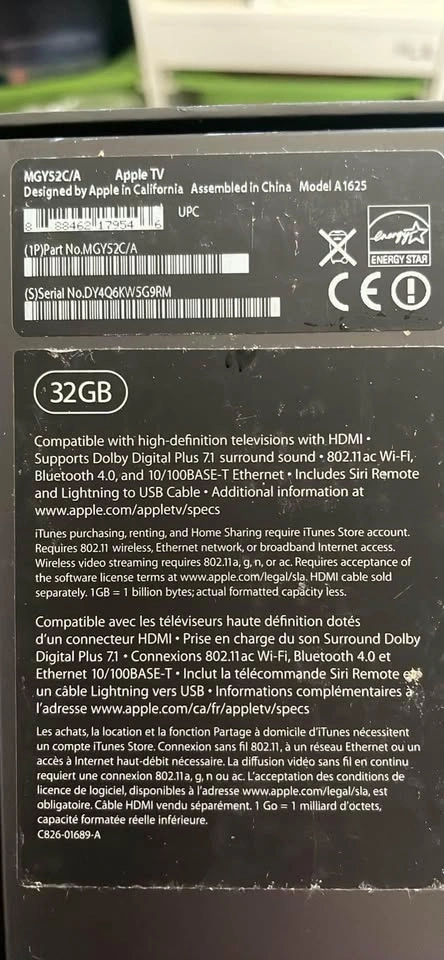 MGY52C/A Apple TV
Designed by Apple in California Assembled in China Model A1625
8 88462 17954 6 UPC
(1P)Part No.MGY52C/A
(S)Serial No.DY4Q6KW5G9RM
energy
ENERGY STAR
CE
32GB
Compatible with high-definition televisions with HDMI •
Supports Dolby Digital Plus 7.1 surround sound • 802.11ac Wi-Fi,
Bluetooth 4.0, and 10/100BASE-T Ethernet • Includes Siri Remote
and Lightning to USB Cable • Additional information at
www.apple.com/appletv/specs
iTunes purchasing, renting, and Home Sharing require iTunes Store account.
Requires 802.11 wireless, Ethernet network, or broadband Internet access.
Wireless video streaming requires 802.11a, g, n, or ac. Requires acceptance of
the software license terms at www.apple.com/legal/sla. HDMI cable sold
separately. 1GB = 1 billion bytes; actual formatted capacity less.
Compatible avec les téléviseurs haute définition dotés
d'un connecteur HDMI • Prise en charge du son Surround Dolby
Digital Plus 7.1 • Connexions 802.11ac Wi-Fi, Bluetooth 4.0 et
Ethernet 10/100BASE-T • Inclut la télécommande Siri Remote et
un câble Lightning vers USB • Informations complémentaires à
l'adresse www.apple.com/ca/fr/appletv/specs
Les achats, la location et la fonction Partage à domicile d'iTunes nécessitent
un compte iTunes Store. Connexion sans fil 802.11, à un réseau Ethernet ou un
accès à Internet haut-débit nécessaire. La diffusion vidéo sans fil en continu
requiert une connexion 802.11a, g, n ou ac. L'acceptation des conditions de
licence de logiciel, disponibles à l'adresse www.apple.com/legal/sla, est
obligatoire. Câble HDMI vendu séparément. 1 Go = 1 milliard d'octets,
capacité formatée réelle inférieure.
C826-01689-A